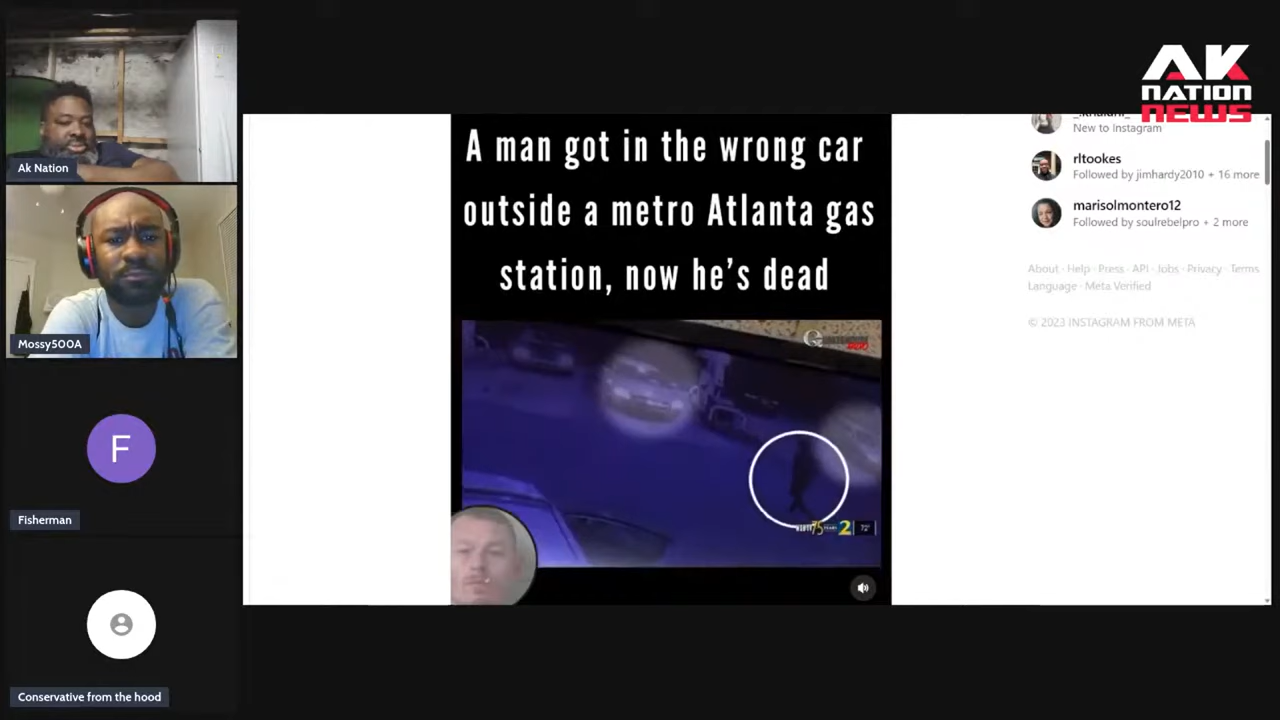 Ak Nation
Mossy500A
F
Fisherman
Conservative from the hood
A man got in the wrong car
outside a metro Atlanta gas
station, now he's dead
75 YEARS 2
AK
NATION
NEWS
New to Instagram
rltookes
Followed by jimhardy2010 + 16 more
marisolmontero12
Followed by soulrebelpro + 2 more
About · Help · Press · API · Jobs · Privacy · Terms
Language · Meta Verified
© 2023 INSTAGRAM FROM META